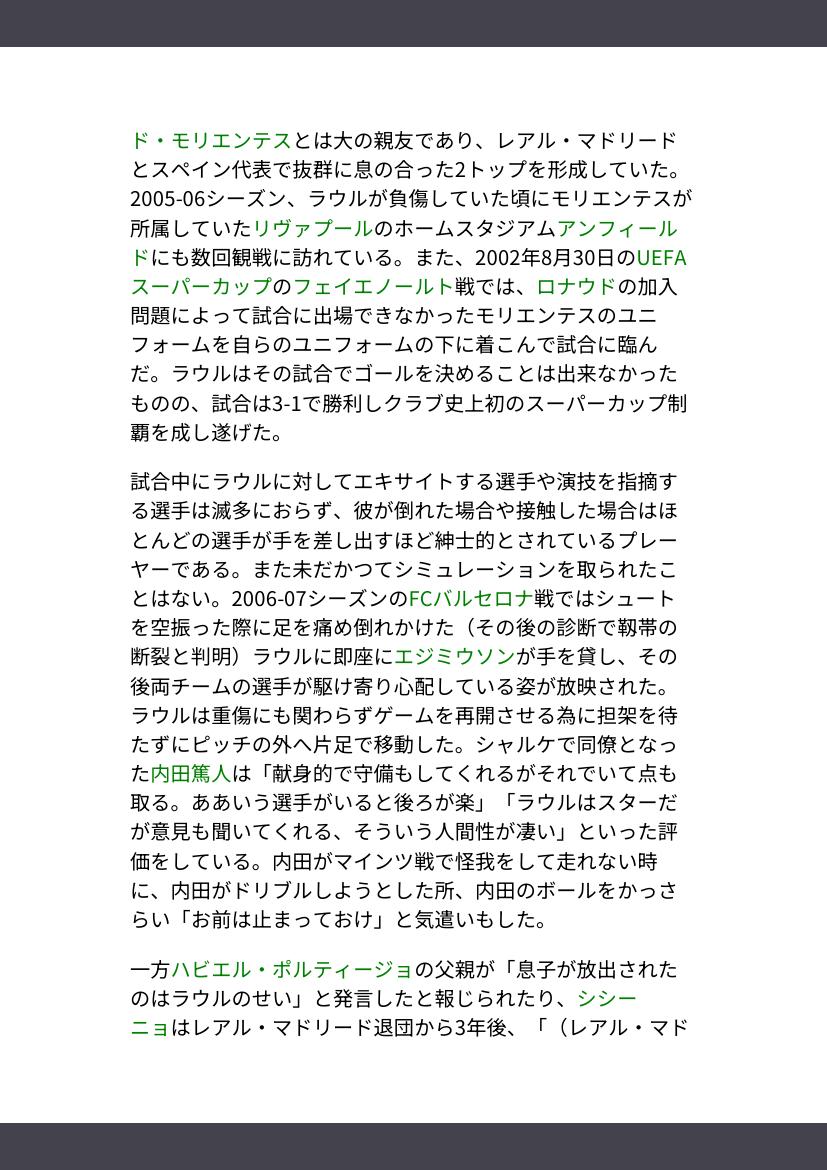 ド・モリエンテスとは大の親友であり、レアル・マドリード
とスペイン代表で抜群に息の合った2トップを形成していた。
2005-06シーズン、ラウルが負傷していた頃にモリエンテスが
所属していたリヴァプールのホームスタジアムアンフィール
ドにも数回観戦に訪れている。また、2002年8月30日のUEFA
スーパーカップのフェイエノールト戦では、ロナウドの加入
問題によって試合に出場できなかったモリエンテスのユニ
フォームを自らのユニフォームの下に着こんで試合に臨ん
だ。ラウルはその試合でゴールを決めることは出来なかった
ものの、試合は3-1で勝利しクラブ史上初のスーパーカップ制
覇を成し遂げた。
試合中にラウルに対してエキサイトする選手や演技を指摘す
る選手は滅多におらず、彼が倒れた場合や接触した場合はほ
とんどの選手が手を差し出すほど紳士的とされているプレー
ヤーである。また未だかつてシミュレーションを取られたこ
とはない。2006-07シーズンのFCバルセロナ戦ではシュート
を空振った際に足を痛め倒れかけた（その後の診断で靱帯の
断裂と判明）ラウルに即座にエジミウソンが手を貸し、その
後両チームの選手が駆け寄り心配している姿が放映された。
ラウルは重傷にも関わらずゲームを再開させる為に担架を待
たずにピッチの外へ片足で移動した。シャルケで同僚となっ
た内田篤人は「献身的で守備もしてくれるがそれでいて点も
取る。ああいう選手がいると後ろが楽」「ラウルはスターだ
が意見も聞いてくれる、そういう人間性が凄い」といった評
価をしている。内田がマインツ戦で怪我をして走れない時
に、内田がドリブルしようとした所、内田のボールをかっさ
らい「お前は止まっておけ」と気遣いもした。
一方ハビエル・ポルティージョの父親が「息子が放出された
のはラウルのせい」と発言したと報じられたり、シシー
ニョはレアル・マドリード退団から3年後、「（レアル・マド